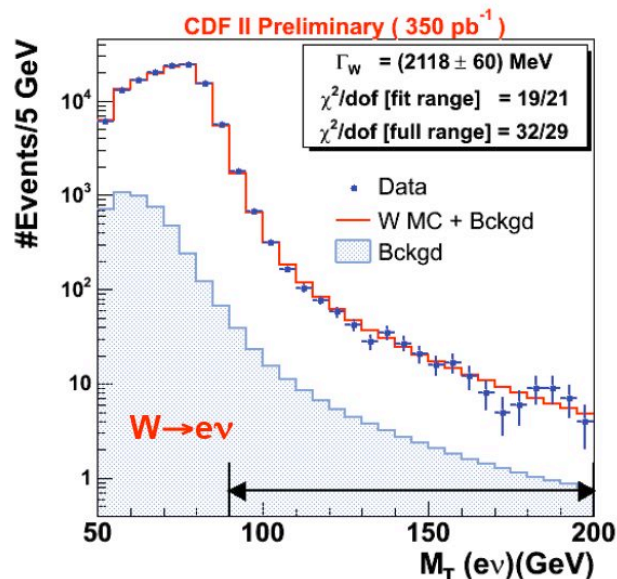 CDF II Preliminary ( 350 pb⁻¹ )
Γ_W = (2118 ± 60) MeV
χ²/dof [fit range] = 19/21
χ²/dof [full range] = 32/29
Data
W MC + Bckgd
Bckgd
#Events/5 GeV
10⁴
10³
10²
10
1
W→eν
50 100 150 200
M_T (eν)(GeV)